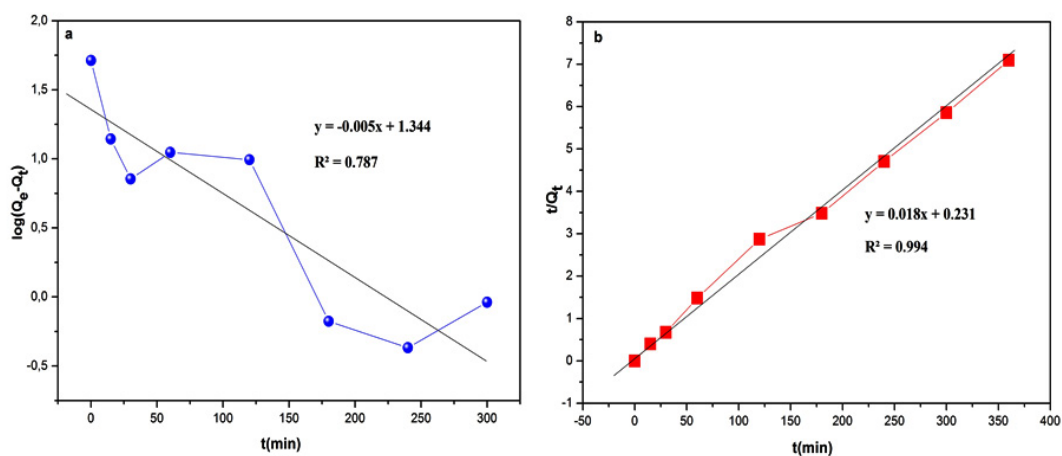 a
2,0
1,5
1,0
0,5
0,0
-0,5
log(Qe-Qt)
y = -0.005x + 1.344
R² = 0.787
0 50 100 150 200 250 300
t(min)
b
8
7
6
5
4
3
2
1
0
-1
t/Qt
y = 0.018x + 0.231
R² = 0.994
-50 0 50 100 150 200 250 300 350 400
t(min)